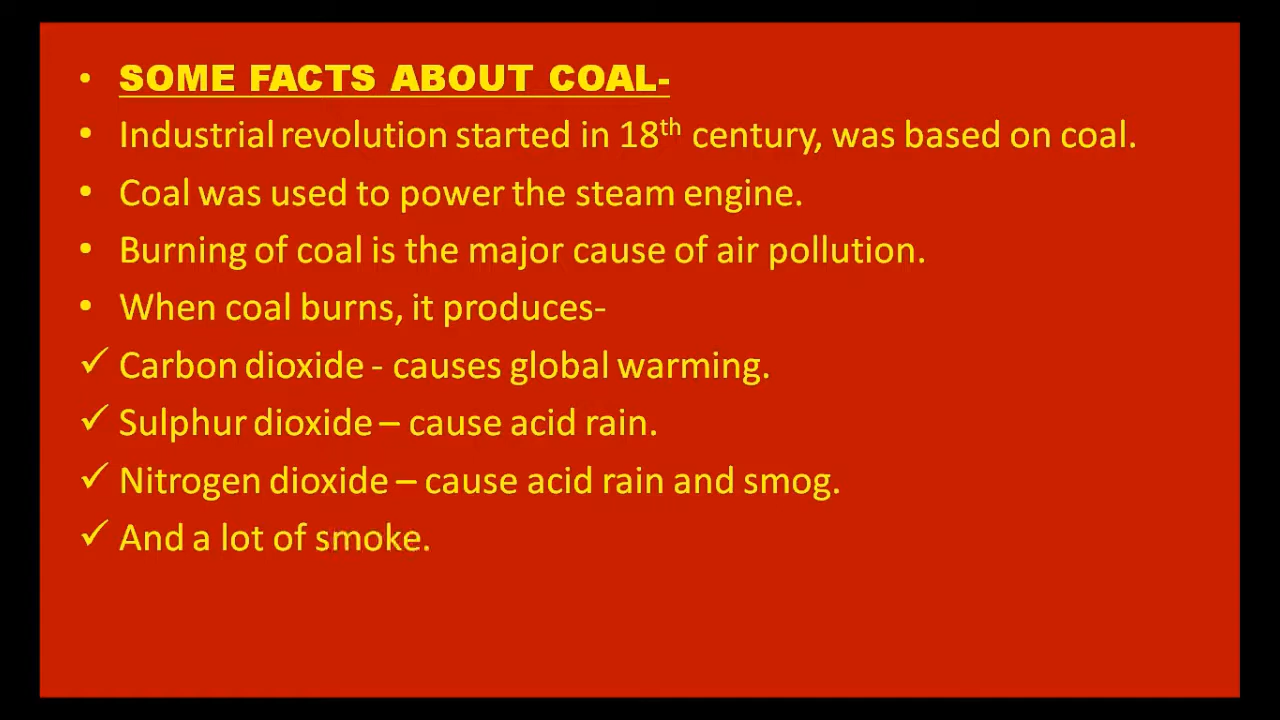 • SOME FACTS ABOUT COAL-
• Industrial revolution started in 18th century, was based on coal.
• Coal was used to power the steam engine.
• Burning of coal is the major cause of air pollution.
• When coal burns, it produces-
✓ Carbon dioxide - causes global warming.
✓ Sulphur dioxide – cause acid rain.
✓ Nitrogen dioxide – cause acid rain and smog.
✓ And a lot of smoke.